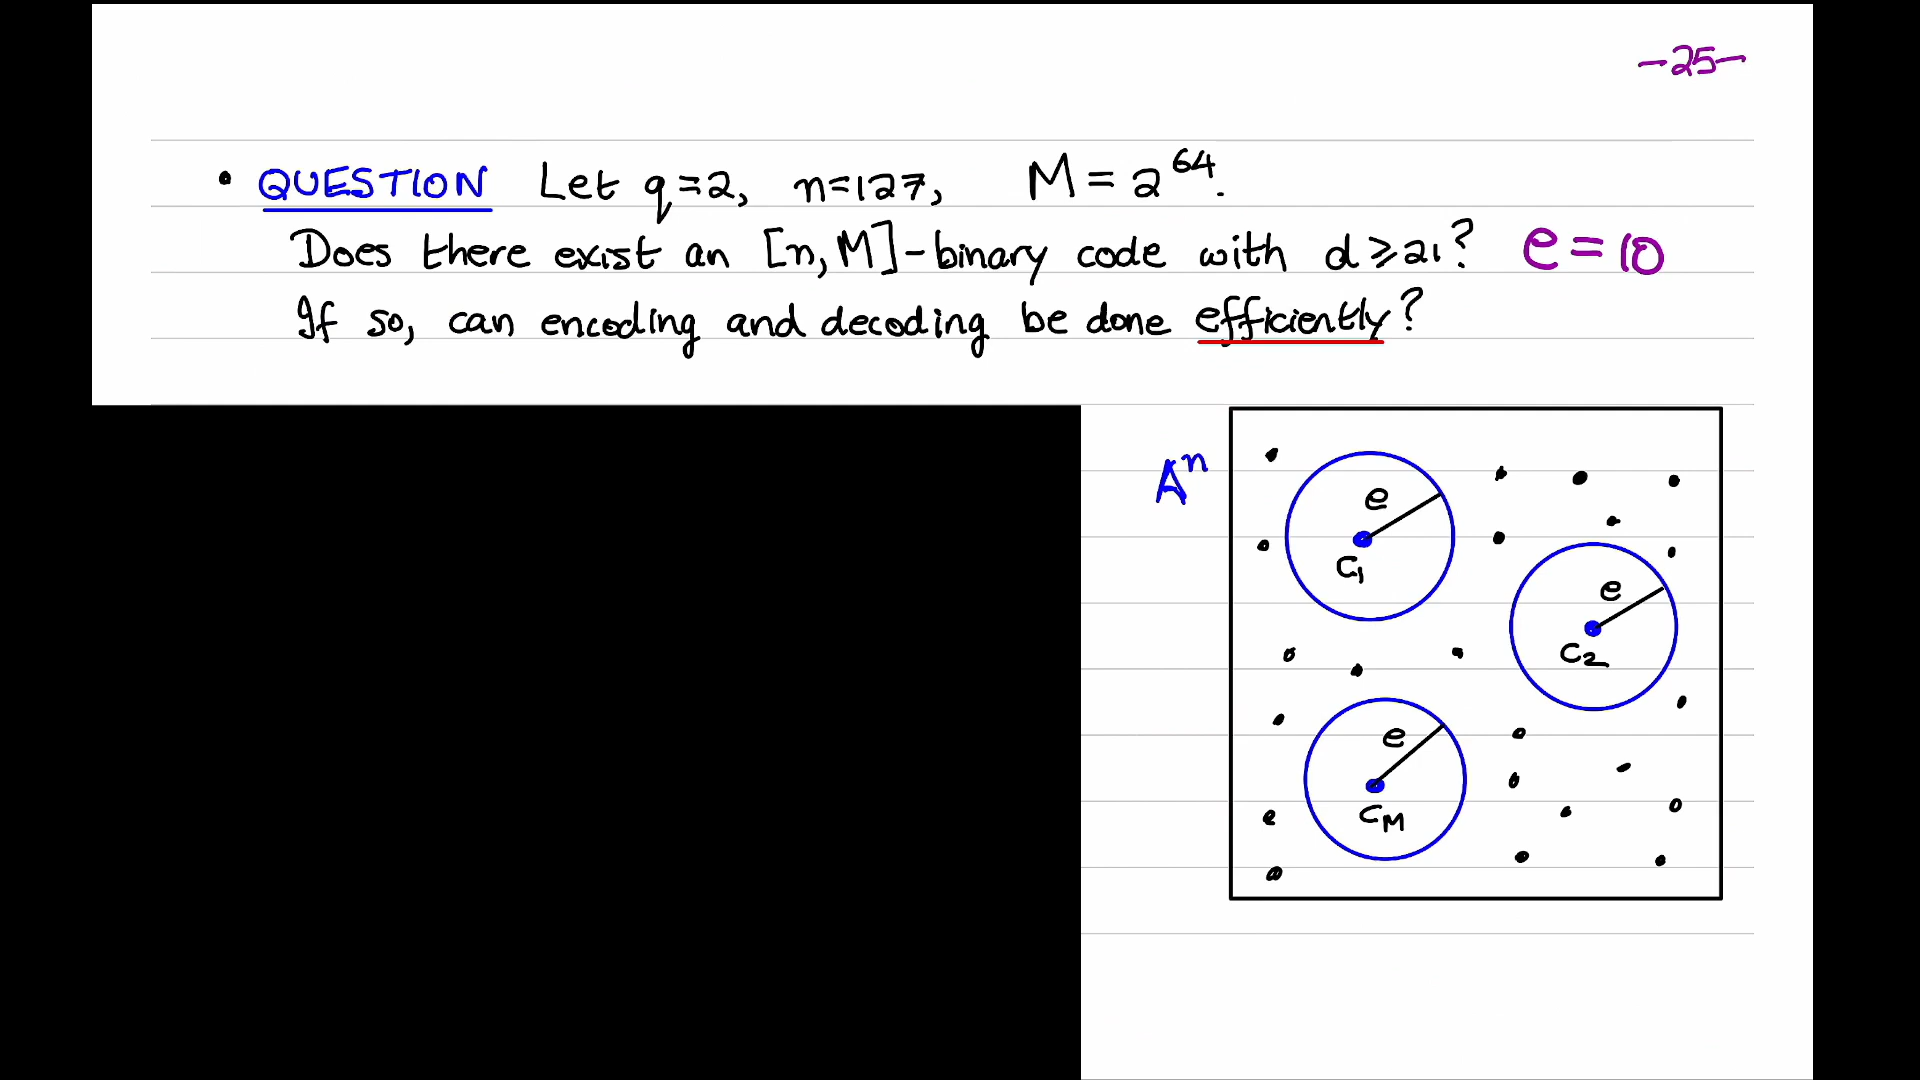 -25-
• QUESTION Let q=2, n=127, M = 2^64.
Does there exist an [n, M]-binary code with d≥21? e=10
If so, can encoding and decoding be done efficiently?
A^n
e
c1
e
c2
e
cM